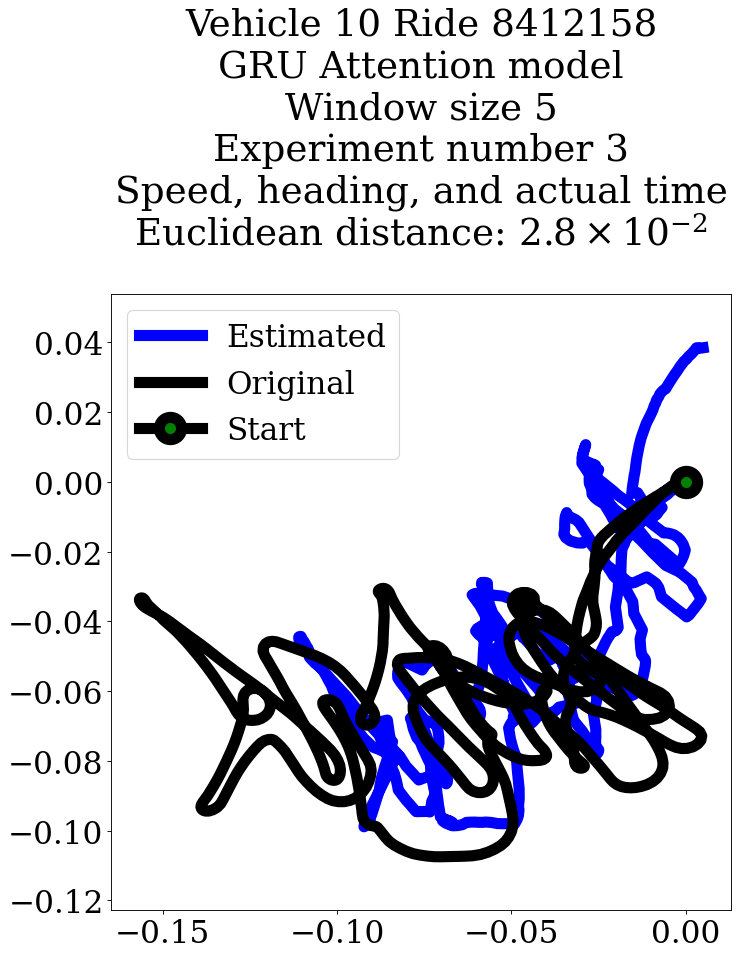 Vehicle 10 Ride 8412158
GRU Attention model
Window size 5
Experiment number 3
Speed, heading, and actual time
Euclidean distance: 2.8 × 10⁻²
Estimated
Original
Start
0.04
0.02
0.00
−0.02
−0.04
−0.06
−0.08
−0.10
−0.12
−0.15 −0.10 −0.05 0.00